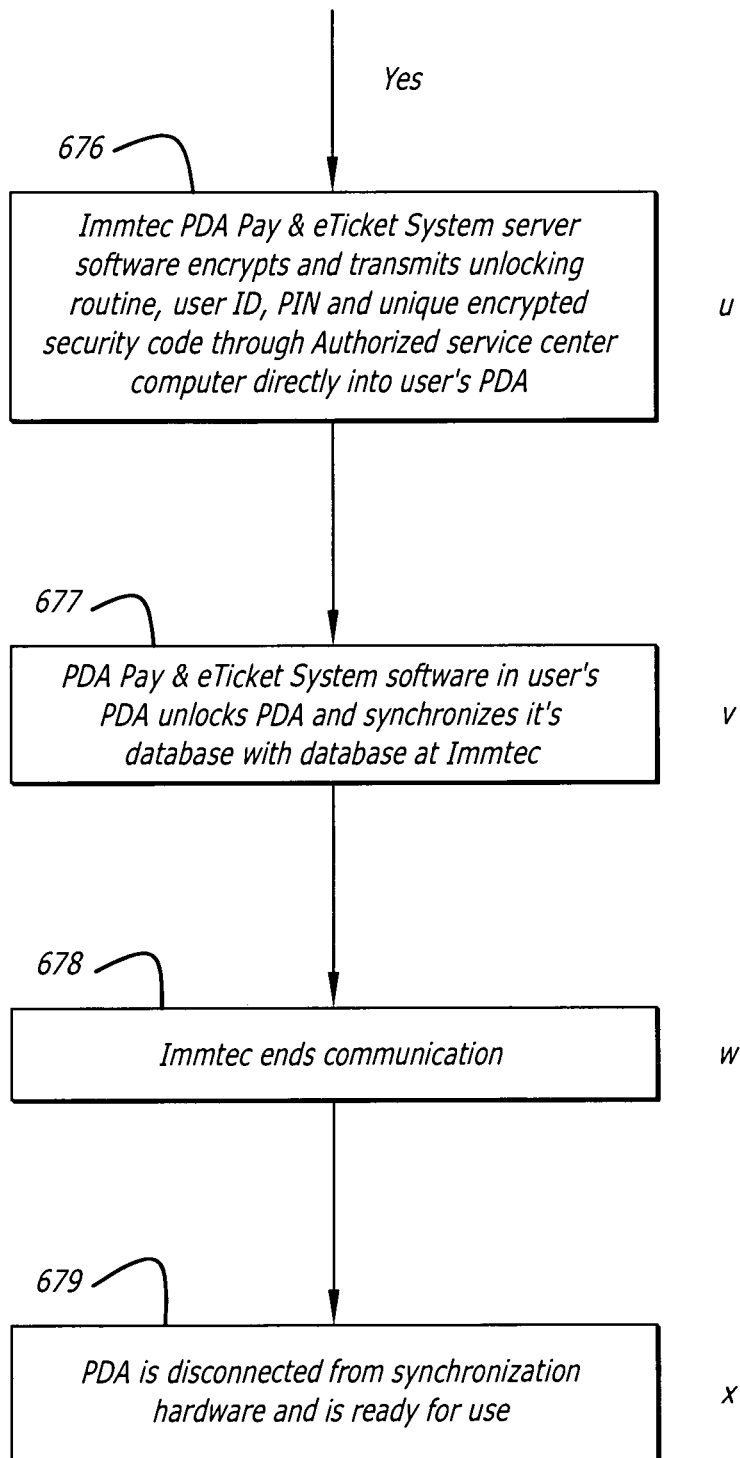 Yes
676
Immtec PDA Pay & eTicket System server
software encrypts and transmits unlocking
routine, user ID, PIN and unique encrypted
security code through Authorized service center
computer directly into user's PDA
u
677
PDA Pay & eTicket System software in user's
PDA unlocks PDA and synchronizes it's
database with database at Immtec
v
678
Immtec ends communication
w
679
PDA is disconnected from synchronization
hardware and is ready for use
x